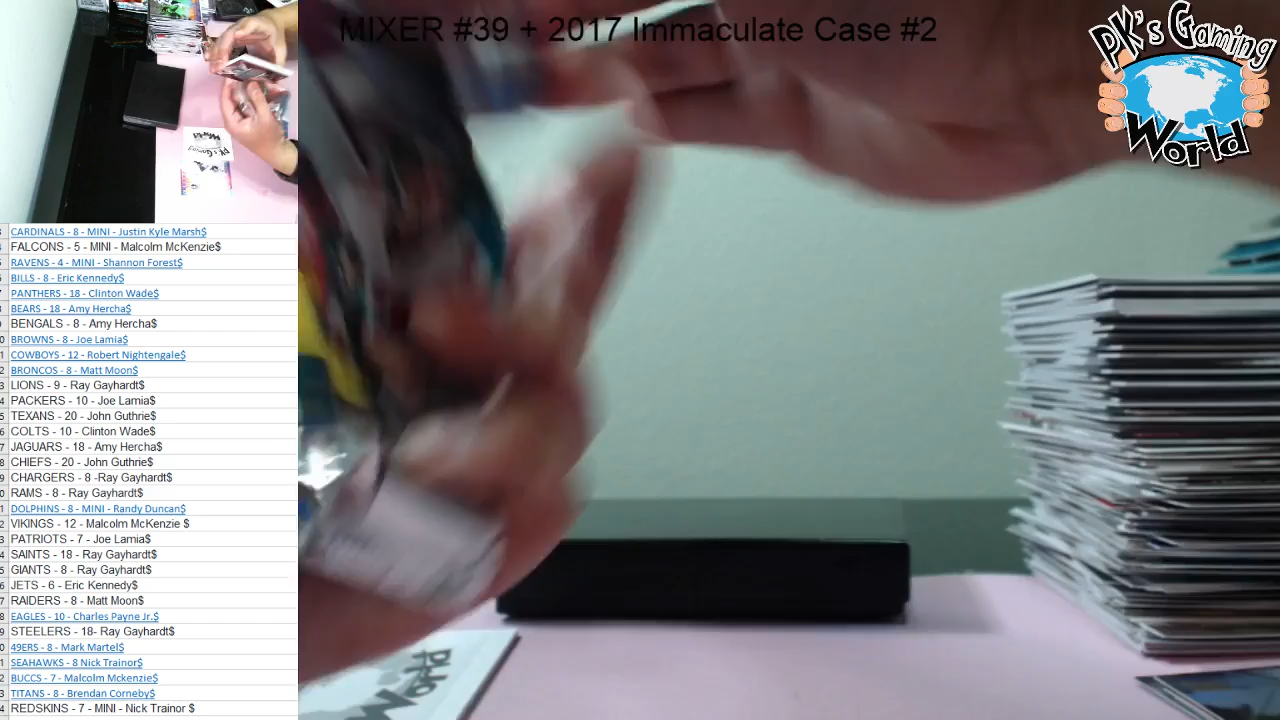 MIXER #39 + 2017 Immaculate Case #2
PK's Gaming
World
CARDINALS - 8 - MINI - Justin Kyle Marsh$
FALCONS - 5 - MINI - Malcolm McKenzie$
RAVENS - 4 - MINI - Shannon Forest$
BILLS - 8 - Eric Kennedy$
PANTHERS - 18 - Clinton Wade$
BEARS - 18 - Amy Hercha$
BENGALS - 8 - Amy Hercha$
BROWNS - 8 - Joe Lamia$
COWBOYS - 12 - Robert Nightengale$
BRONCOS - 8 - Matt Moon$
LIONS - 9 - Ray Gayhardt$
PACKERS - 10 - Joe Lamia$
TEXANS - 20 - John Guthrie$
COLTS - 10 - Clinton Wade$
JAGUARS - 18 - Amy Hercha$
CHIEFS - 20 - John Guthrie$
CHARGERS - 8 -Ray Gayhardt$
RAMS - 8 - Ray Gayhardt$
DOLPHINS - 8 - MINI - Randy Duncan$
VIKINGS - 12 - Malcolm McKenzie $
PATRIOTS - 7 - Joe Lamia$
SAINTS - 18 - Ray Gayhardt$
GIANTS - 8 - Ray Gayhardt$
JETS - 6 - Eric Kennedy$
RAIDERS - 8 - Matt Moon$
EAGLES - 10 - Charles Payne Jr.$
STEELERS - 18- Ray Gayhardt$
49ERS - 8 - Mark Martel$
SEAHAWKS - 8 Nick Trainor$
BUCCS - 7 - Malcolm Mckenzie$
TITANS - 8 - Brendan Corneby$
REDSKINS - 7 - MINI - Nick Trainor $
World